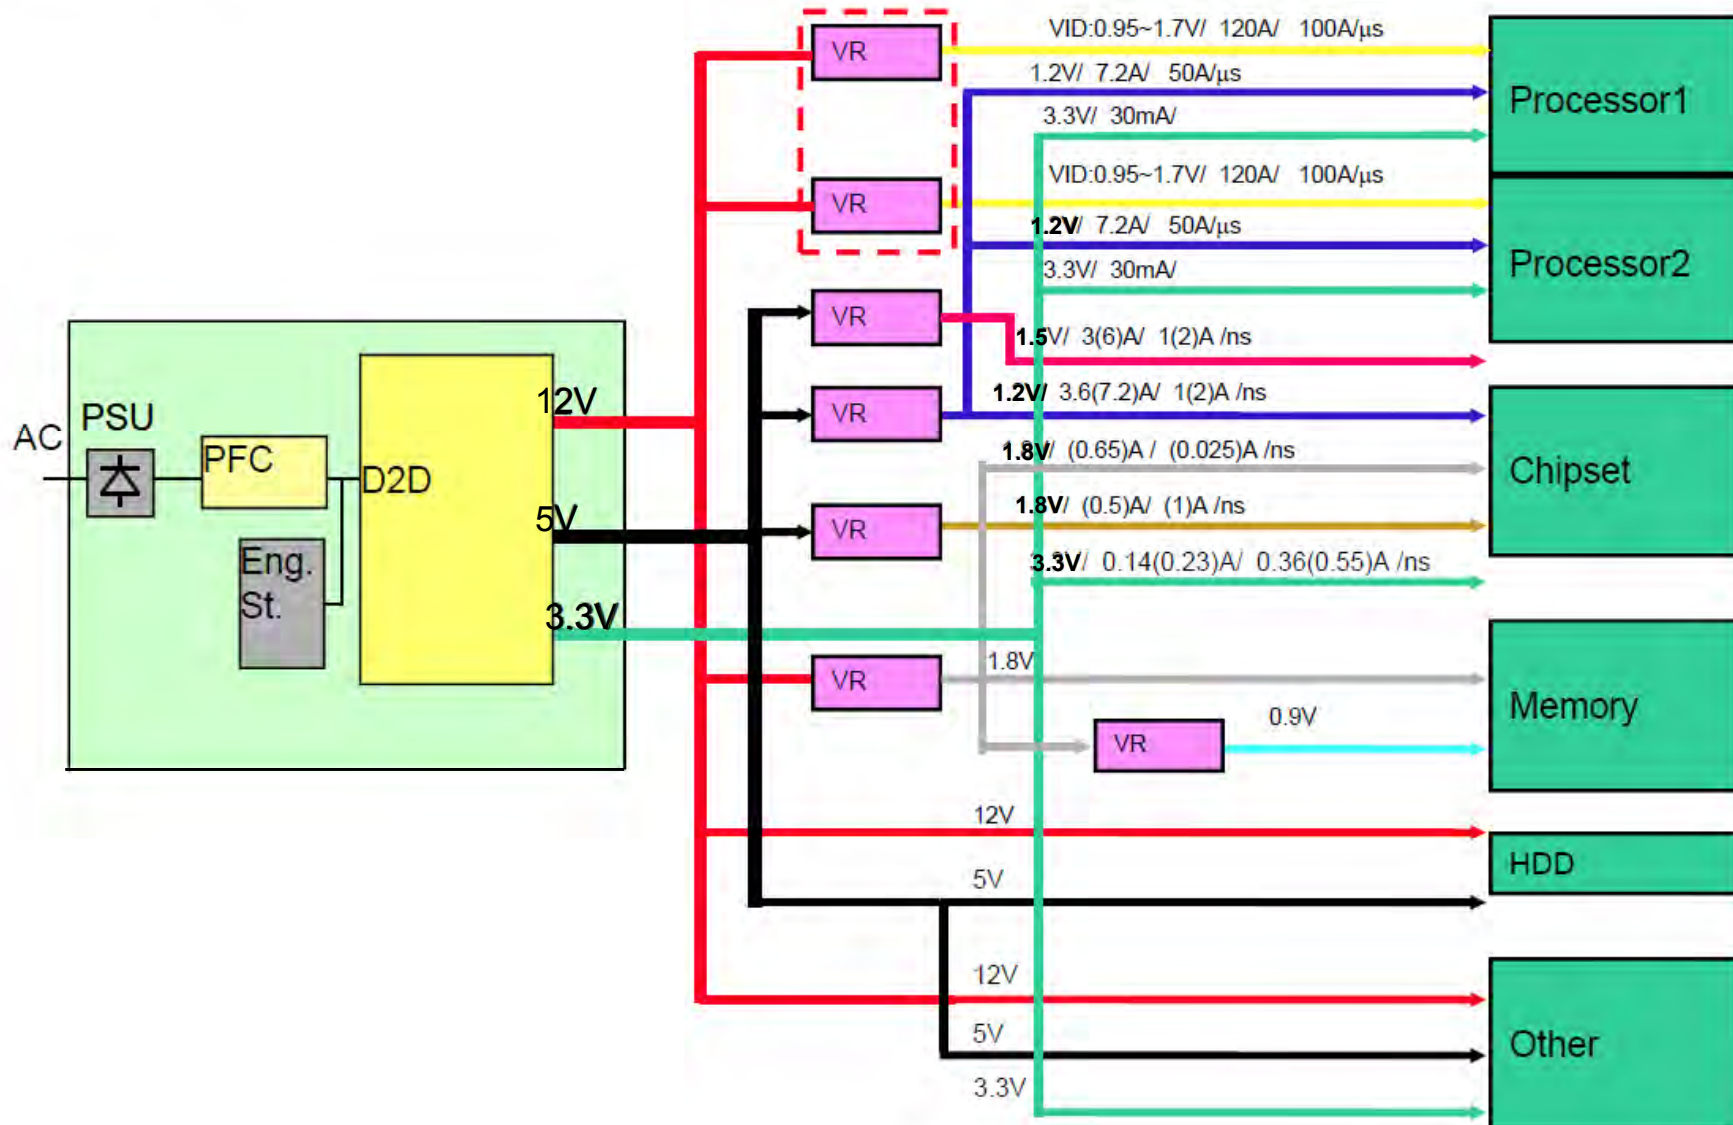 VR
VID:0.95~1.7V/ 120A/ 100A/µs
1.2V/ 7.2A/ 50A/µs
3.3V/ 30mA/
Processor1
VR
VID:0.95~1.7V/ 120A/ 100A/µs
1.2V/ 7.2A/ 50A/µs
3.3V/ 30mA/
Processor2
VR
1.5V/ 3(6)A/ 1(2)A /ns
VR
1.2V/ 3.6(7.2)A/ 1(2)A /ns
1.8V/ (0.65)A / (0.025)A /ns
VR
1.8V/ (0.5)A/ (1)A /ns
3.3V/ 0.14(0.23)A/ 0.36(0.55)A /ns
Chipset
AC
PSU
PFC
D2D
Eng.
St.
12V
5V
3.3V
VR
1.8V
VR
0.9V
Memory
12V
5V
HDD
12V
5V
3.3V
Other